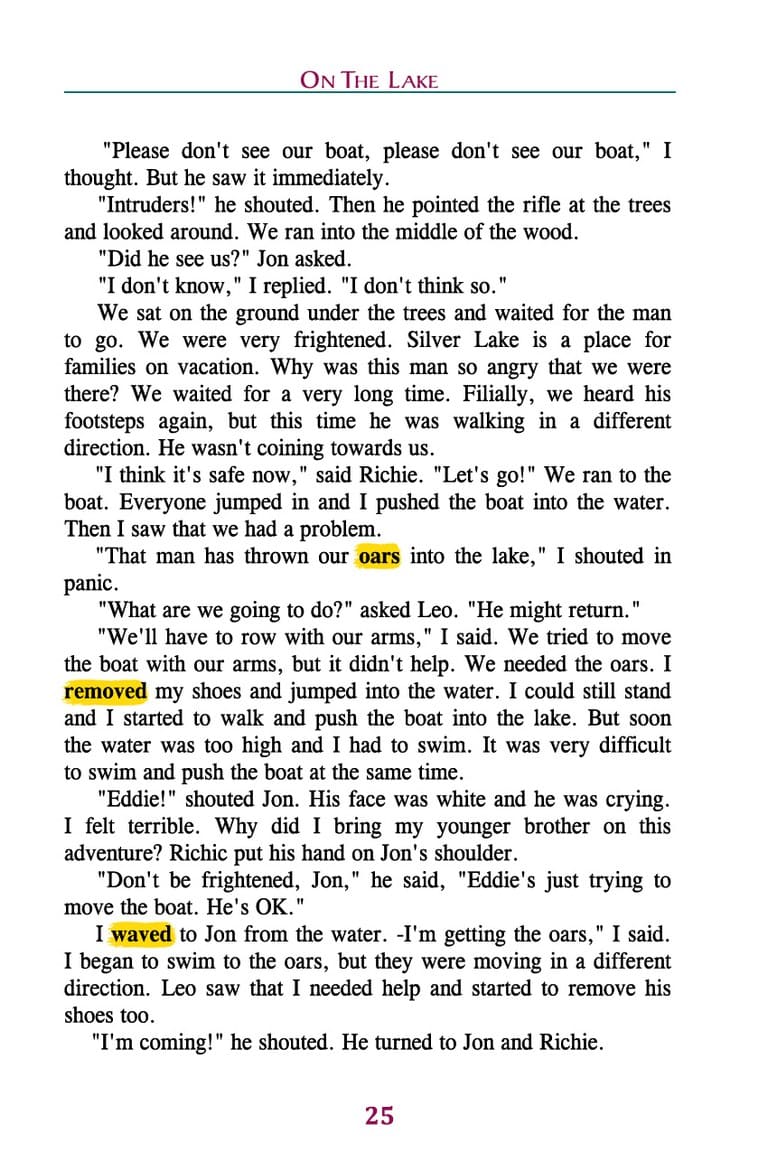 ON THE LAKE
"Please don't see our boat, please don't see our boat," I
thought. But he saw it immediately.
"Intruders!" he shouted. Then he pointed the rifle at the trees
and looked around. We ran into the middle of the wood.
"Did he see us?" Jon asked.
"I don't know," I replied. "I don't think so."
We sat on the ground under the trees and waited for the man
to go. We were very frightened. Silver Lake is a place for
families on vacation. Why was this man so angry that we were
there? We waited for a very long time. Filially, we heard his
footsteps again, but this time he was walking in a different
direction. He wasn't coining towards us.
"I think it's safe now," said Richie. "Let's go!" We ran to the
boat. Everyone jumped in and I pushed the boat into the water.
Then I saw that we had a problem.
"That man has thrown our oars into the lake," I shouted in
panic.
"What are we going to do?" asked Leo. "He might return."
"We'll have to row with our arms," I said. We tried to move
the boat with our arms, but it didn't help. We needed the oars. I
removed my shoes and jumped into the water. I could still stand
and I started to walk and push the boat into the lake. But soon
the water was too high and I had to swim. It was very difficult
to swim and push the boat at the same time.
"Eddie!" shouted Jon. His face was white and he was crying.
I felt terrible. Why did I bring my younger brother on this
adventure? Richic put his hand on Jon's shoulder.
"Don't be frightened, Jon," he said, "Eddie's just trying to
move the boat. He's OK."
I waved to Jon from the water. -I'm getting the oars," I said.
I began to swim to the oars, but they were moving in a different
direction. Leo saw that I needed help and started to remove his
shoes too.
"I'm coming!" he shouted. He turned to Jon and Richie.
25